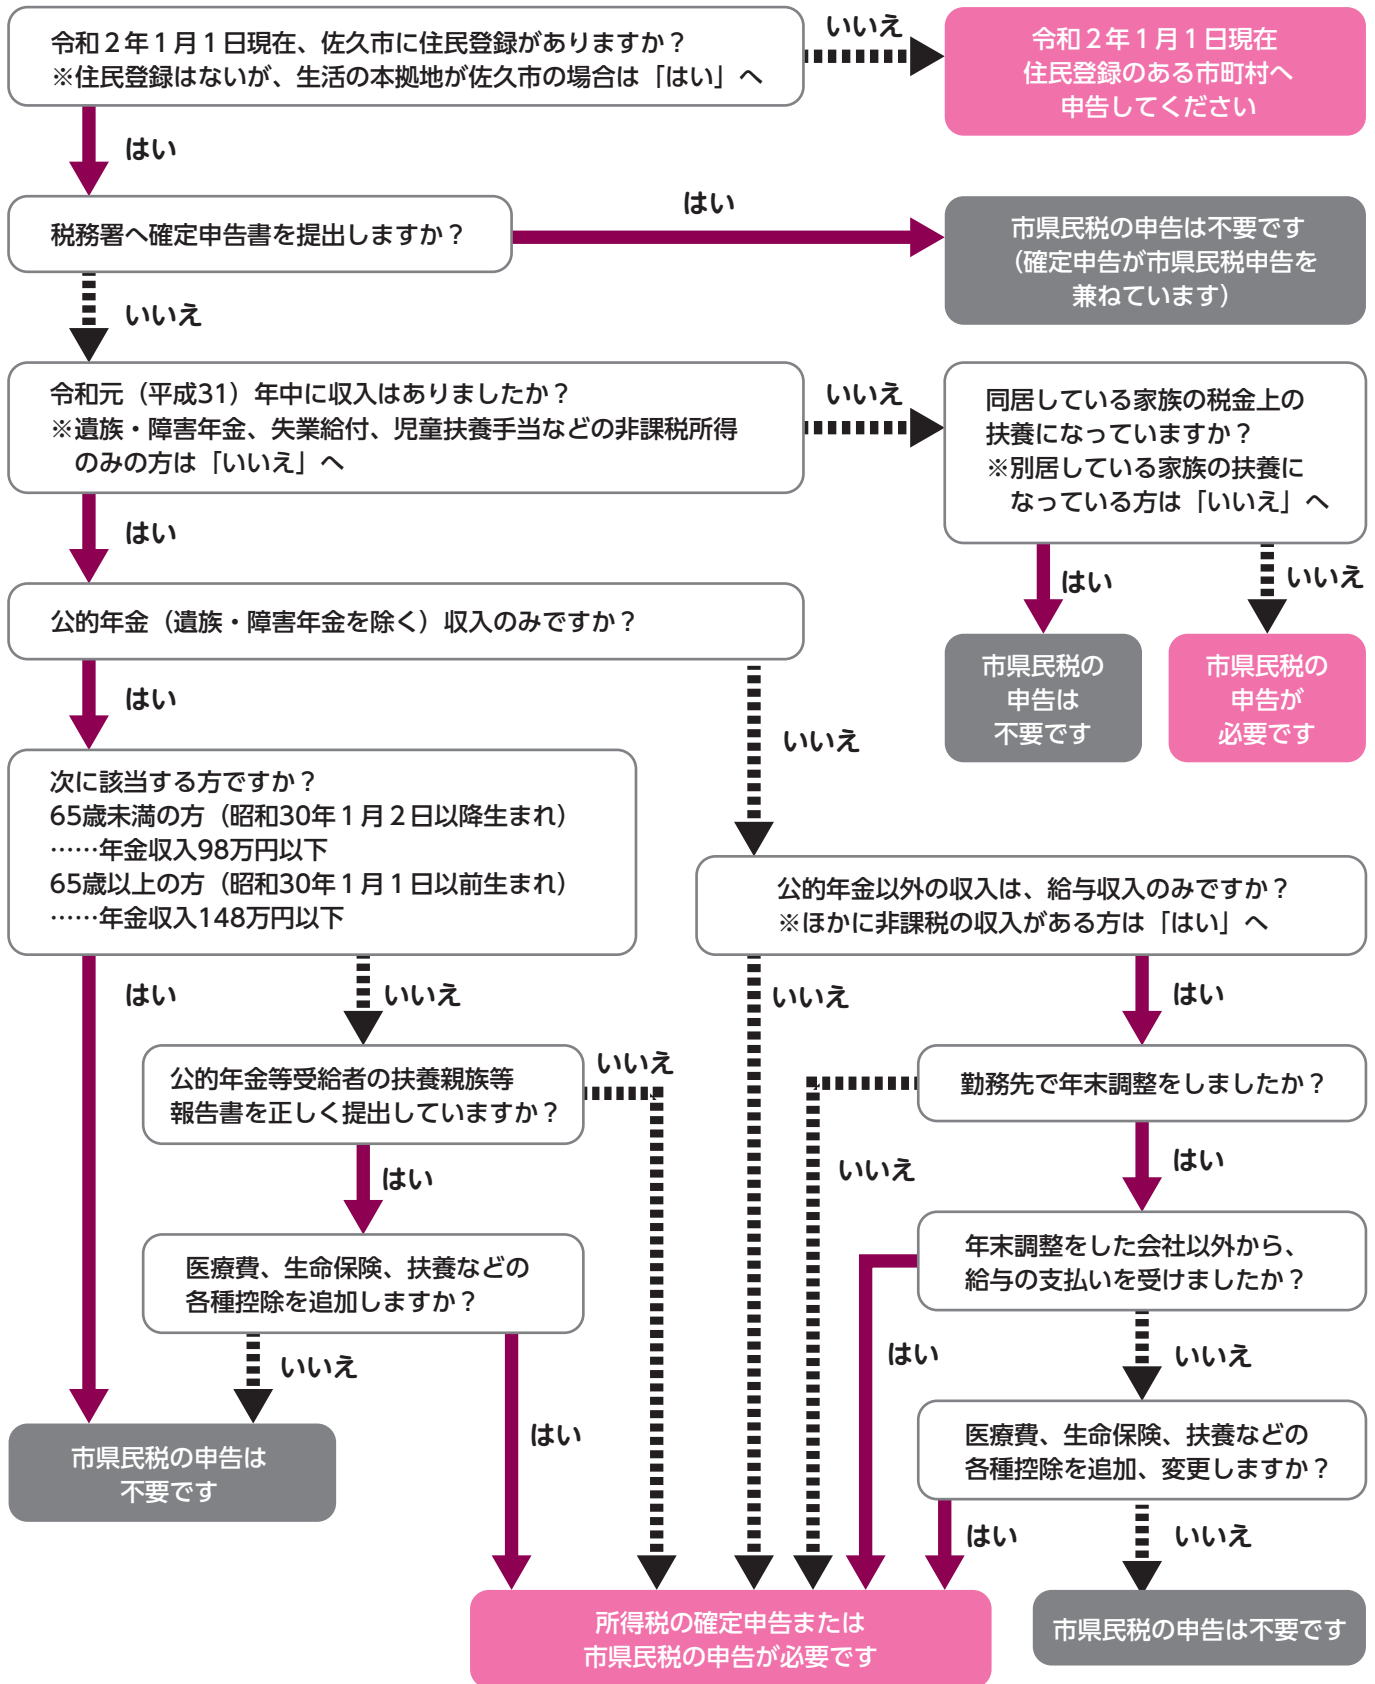 令和２年１月１日現在、佐久市に住民登録がありますか？
※住民登録はないが、生活の本拠地が佐久市の場合は「はい」へ
いいえ
令和２年１月１日現在
住民登録のある市町村へ
申告してください
はい
税務署へ確定申告書を提出しますか？
はい
市県民税の申告は不要です
（確定申告が市県民税申告を
兼ねています）
いいえ
令和元（平成31）年中に収入はありましたか？
※遺族・障害年金、失業給付、児童扶養手当などの非課税所得
のみの方は「いいえ」へ
いいえ
同居している家族の税金上の
扶養になっていますか？
※別居している家族の扶養に
なっている方は「いいえ」へ
はい
いいえ
市県民税の
申告は
不要です
市県民税の
申告が
必要です
はい
公的年金（遺族・障害年金を除く）収入のみですか？
はい
いいえ
次に該当する方ですか？
65歳未満の方（昭和30年１月２日以降生まれ）
……年金収入98万円以下
65歳以上の方（昭和30年１月１日以前生まれ）
……年金収入148万円以下
公的年金以外の収入は、給与収入のみですか？
※ほかに非課税の収入がある方は「はい」へ
はい
いいえ
いいえ
はい
公的年金等受給者の扶養親族等
報告書を正しく提出していますか？
いいえ
勤務先で年末調整をしましたか？
はい
いいえ
はい
医療費、生命保険、扶養などの
各種控除を追加しますか？
年末調整をした会社以外から、
給与の支払いを受けましたか？
いいえ
はい
はい
いいえ
市県民税の申告は
不要です
医療費、生命保険、扶養などの
各種控除を追加、変更しますか？
はい
いいえ
所得税の確定申告または
市県民税の申告が必要です
市県民税の申告は不要です